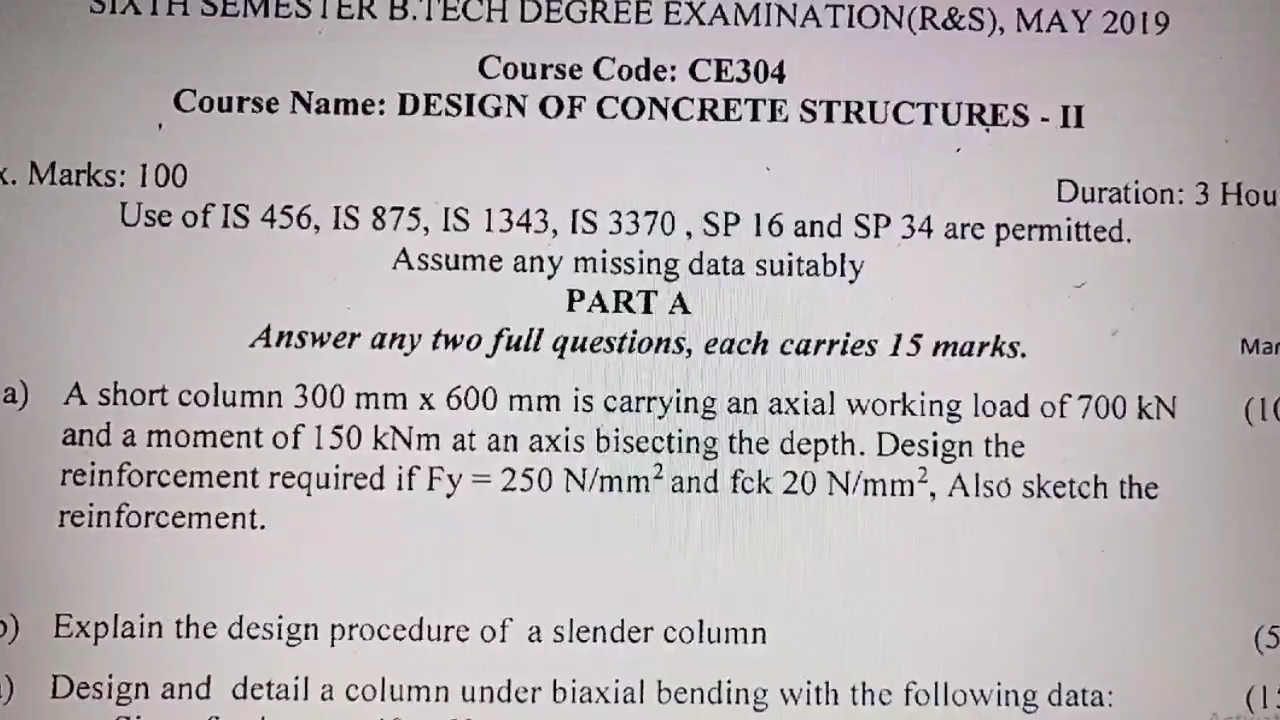 SIXTH SEMESTER B.TECH DEGREE EXAMINATION(R&S), MAY 2019
Course Code: CE304
Course Name: DESIGN OF CONCRETE STRUCTURES - II
x. Marks: 100
Duration: 3 Hou
Use of IS 456, IS 875, IS 1343, IS 3370 , SP 16 and SP 34 are permitted.
Assume any missing data suitably
PART A
Answer any two full questions, each carries 15 marks.
Mar
a) A short column 300 mm x 600 mm is carrying an axial working load of 700 kN (10
and a moment of 150 kNm at an axis bisecting the depth. Design the
reinforcement required if Fy = 250 N/mm² and fck 20 N/mm², Also sketch the
reinforcement.
b) Explain the design procedure of a slender column (5
) Design and detail a column under biaxial bending with the following data: (1